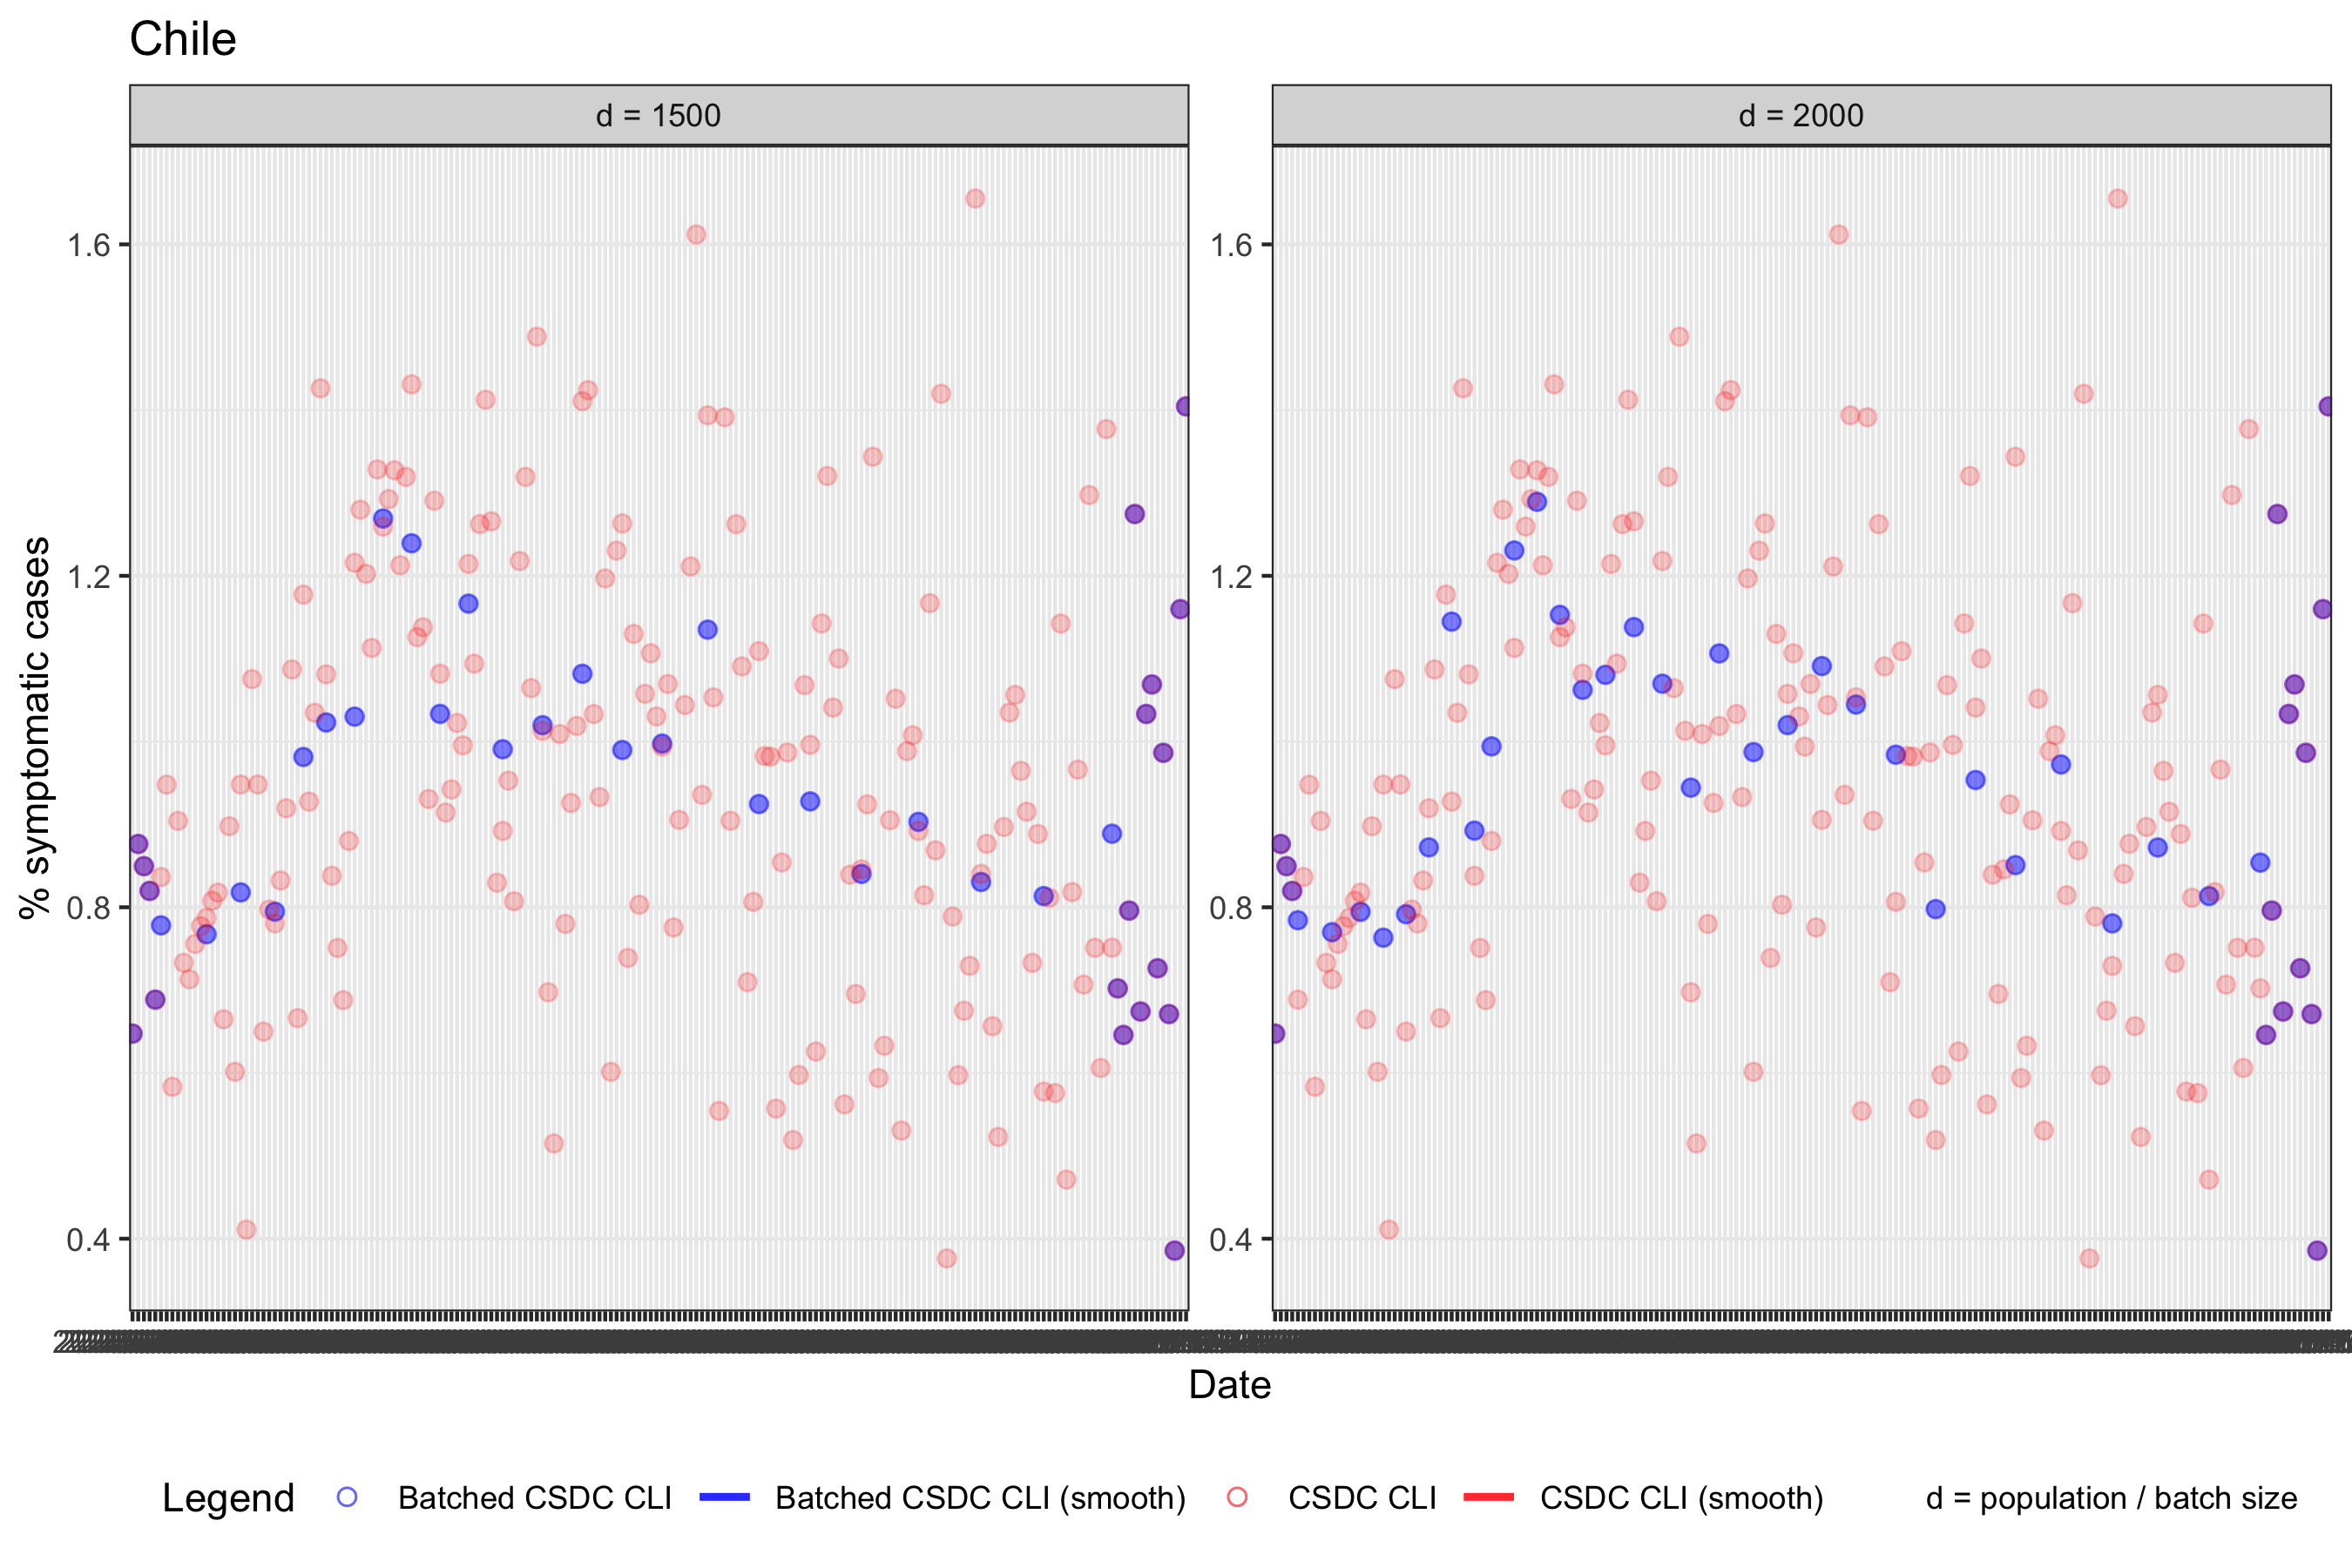 Chile
d = 1500
d = 2000
% symptomatic cases
1.6
1.2
0.8
0.4
1.6
1.2
0.8
0.4
Date
Legend
Batched CSDC CLI
Batched CSDC CLI (smooth)
CSDC CLI
CSDC CLI (smooth)
d = population / batch size